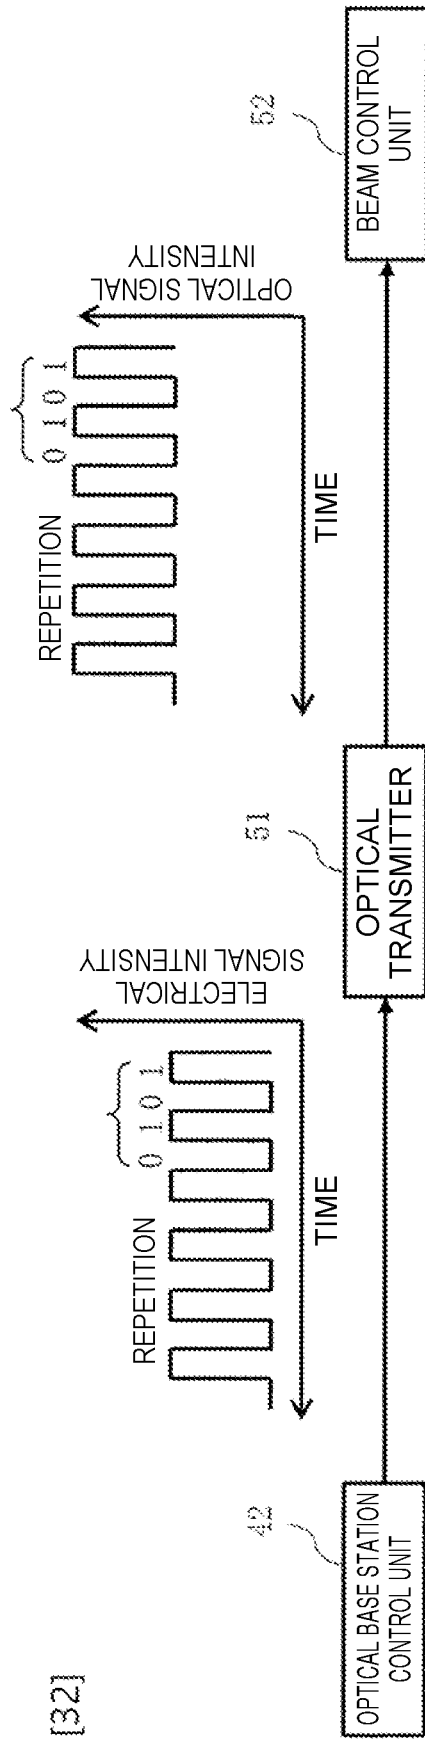 [32]
REPETITION
0 1 0 1
ELECTRICAL
SIGNAL INTENSITY
TIME
REPETITION
0 1 0 1
OPTICAL SIGNAL
INTENSITY
TIME
42
OPTICAL BASE STATION
CONTROL UNIT
51
OPTICAL
TRANSMITTER
52
BEAM CONTROL
UNIT